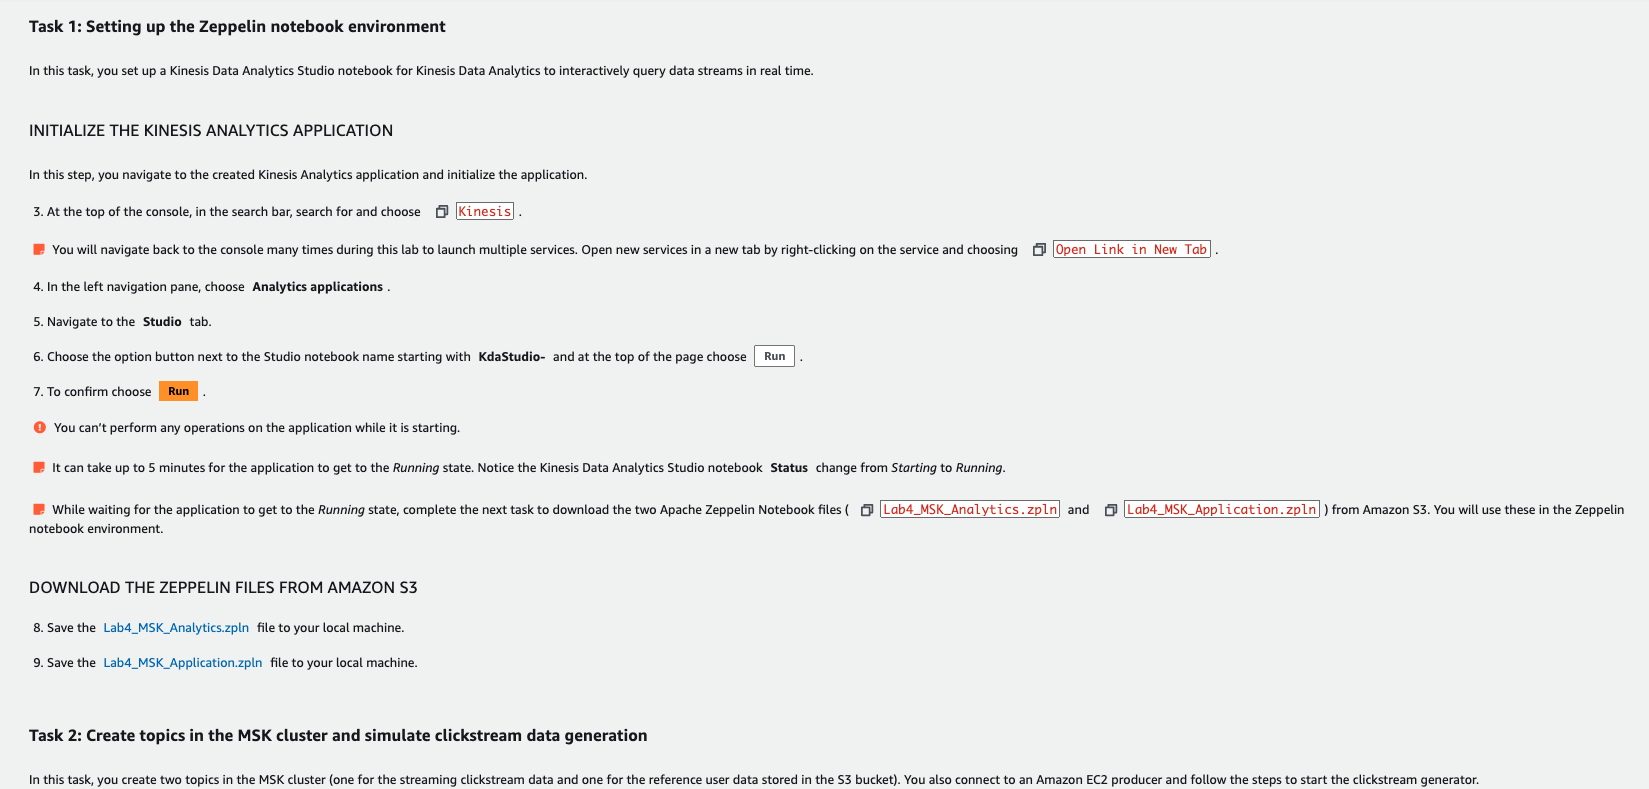 Task 1: Setting up the Zeppelin notebook environment
In this task, you set up a Kinesis Data Analytics Studio notebook for Kinesis Data Analytics to interactively query data streams in real time.
INITIALIZE THE KINESIS ANALYTICS APPLICATION
In this step, you navigate to the created Kinesis Analytics application and initialize the application.
3. At the top of the console, in the search bar, search for and choose Kinesis .
You will navigate back to the console many times during this lab to launch multiple services. Open new services in a new tab by right-clicking on the service and choosing Open Link in New Tab .
4. In the left navigation pane, choose Analytics applications .
5. Navigate to the Studio tab.
6. Choose the option button next to the Studio notebook name starting with KdaStudio- and at the top of the page choose Run .
7. To confirm choose Run .
You can't perform any operations on the application while it is starting.
It can take up to 5 minutes for the application to get to the Running state. Notice the Kinesis Data Analytics Studio notebook Status change from Starting to Running.
While waiting for the application to get to the Running state, complete the next task to download the two Apache Zeppelin Notebook files ( Lab4_MSK_Analytics.zpln and Lab4_MSK_Application.zpln ) from Amazon S3. You will use these in the Zeppelin
notebook environment.
DOWNLOAD THE ZEPPELIN FILES FROM AMAZON S3
8. Save the Lab4_MSK_Analytics.zpln file to your local machine.
9. Save the Lab4_MSK_Application.zpln file to your local machine.
Task 2: Create topics in the MSK cluster and simulate clickstream data generation
In this task, you create two topics in the MSK cluster (one for the streaming clickstream data and one for the reference user data stored in the S3 bucket). You also connect to an Amazon EC2 producer and follow the steps to start the clickstream generator.